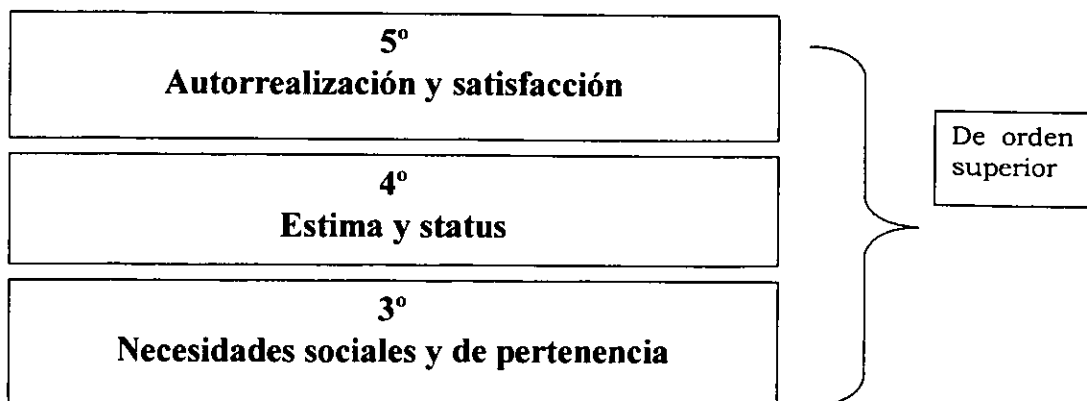 5º
Autorrealización y satisfacción
De orden
superior
4º
Estima y status
3º
Necesidades sociales y de pertenencia